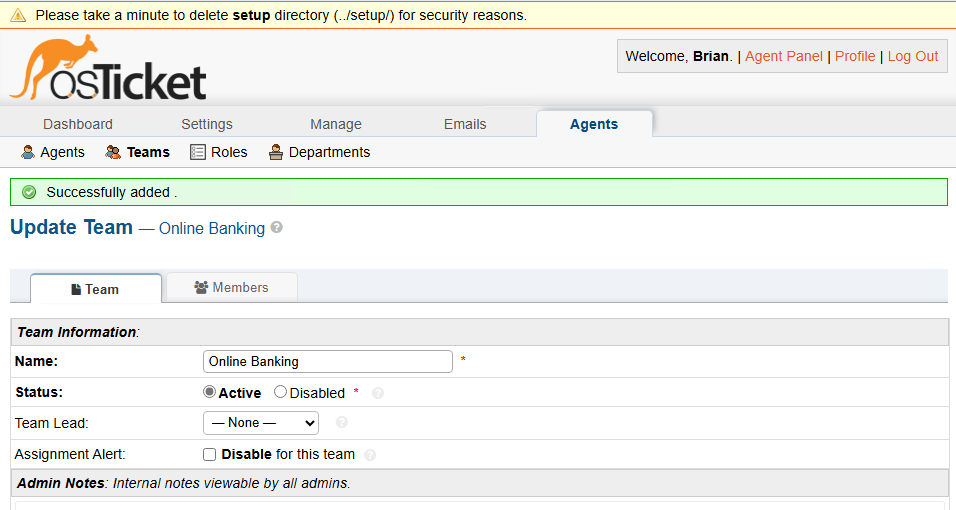 Please take a minute to delete setup directory (../setup/) for security reasons.
osTicket
Welcome, Brian. | Agent Panel | Profile | Log Out
Dashboard Settings Manage Emails Agents
Agents Teams Roles Departments
Successfully added .
Update Team — Online Banking ?
Team Members
Team Information:
Name: Online Banking *
Status: Active Disabled * ?
Team Lead: — None — ?
Assignment Alert: Disable for this team ?
Admin Notes: Internal notes viewable by all admins.